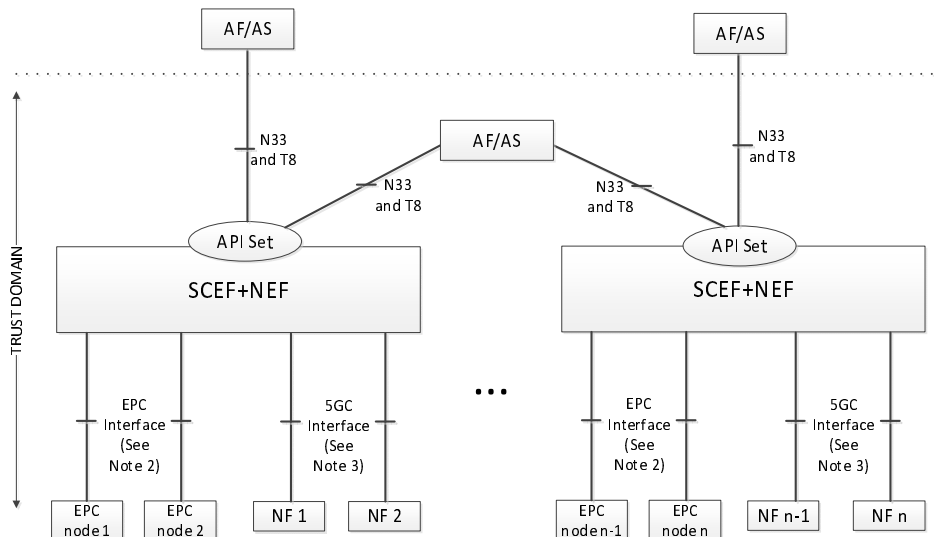 AF/AS
AF/AS
N33
and T8
AF/AS
N33
and T8
N33
and T8
N33
and T8
API Set
API Set
SCEF+NEF
SCEF+NEF
TRUST DOMAIN
...
EPC
Interface
(See
Note 2)
5GC
Interface
(See
Note 3)
EPC
Interface
(See
Note 2)
5GC
Interface
(See
Note 3)
EPC
node 1
EPC
node 2
NF 1
NF 2
EPC
node n-1
EPC
node n
NF n-1
NF n